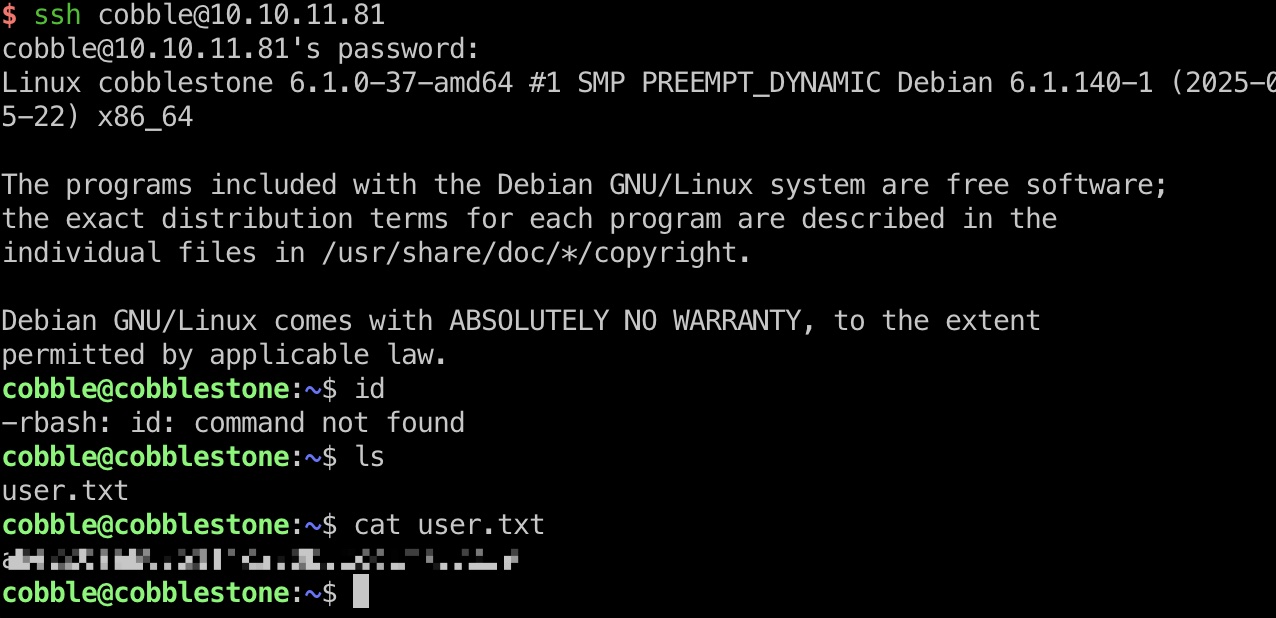 $ ssh cobble@10.10.11.81
cobble@10.10.11.81's password:
Linux cobblestone 6.1.0-37-amd64 #1 SMP PREEMPT_DYNAMIC Debian 6.1.140-1 (2025-0
5-22) x86_64
The programs included with the Debian GNU/Linux system are free software;
the exact distribution terms for each program are described in the
individual files in /usr/share/doc/*/copyright.
Debian GNU/Linux comes with ABSOLUTELY NO WARRANTY, to the extent
permitted by applicable law.
cobble@cobblestone:~$ id
-rbash: id: command not found
cobble@cobblestone:~$ ls
user.txt
cobble@cobblestone:~$ cat user.txt
cobble@cobblestone:~$